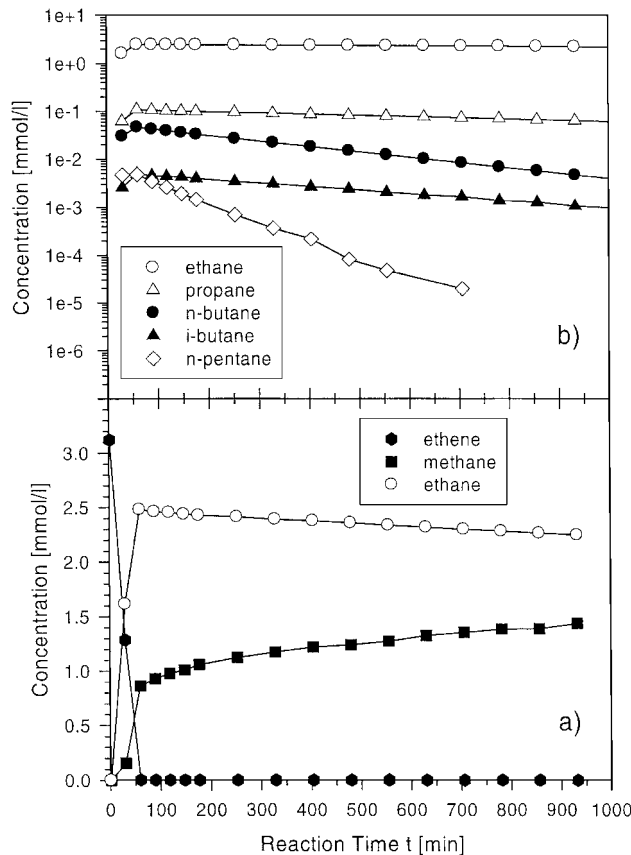 1e+1
1e+0
1e-1
1e-2
1e-3
1e-4
1e-5
1e-6
Concentration [mmol/l]
ethane
propane
n-butane
i-butane
n-pentane
b)
3.0
2.5
2.0
1.5
1.0
0.5
0.0
Concentration [mmol/l]
ethene
methane
ethane
a)
0 100 200 300 400 500 600 700 800 900 1000
Reaction Time t [min]